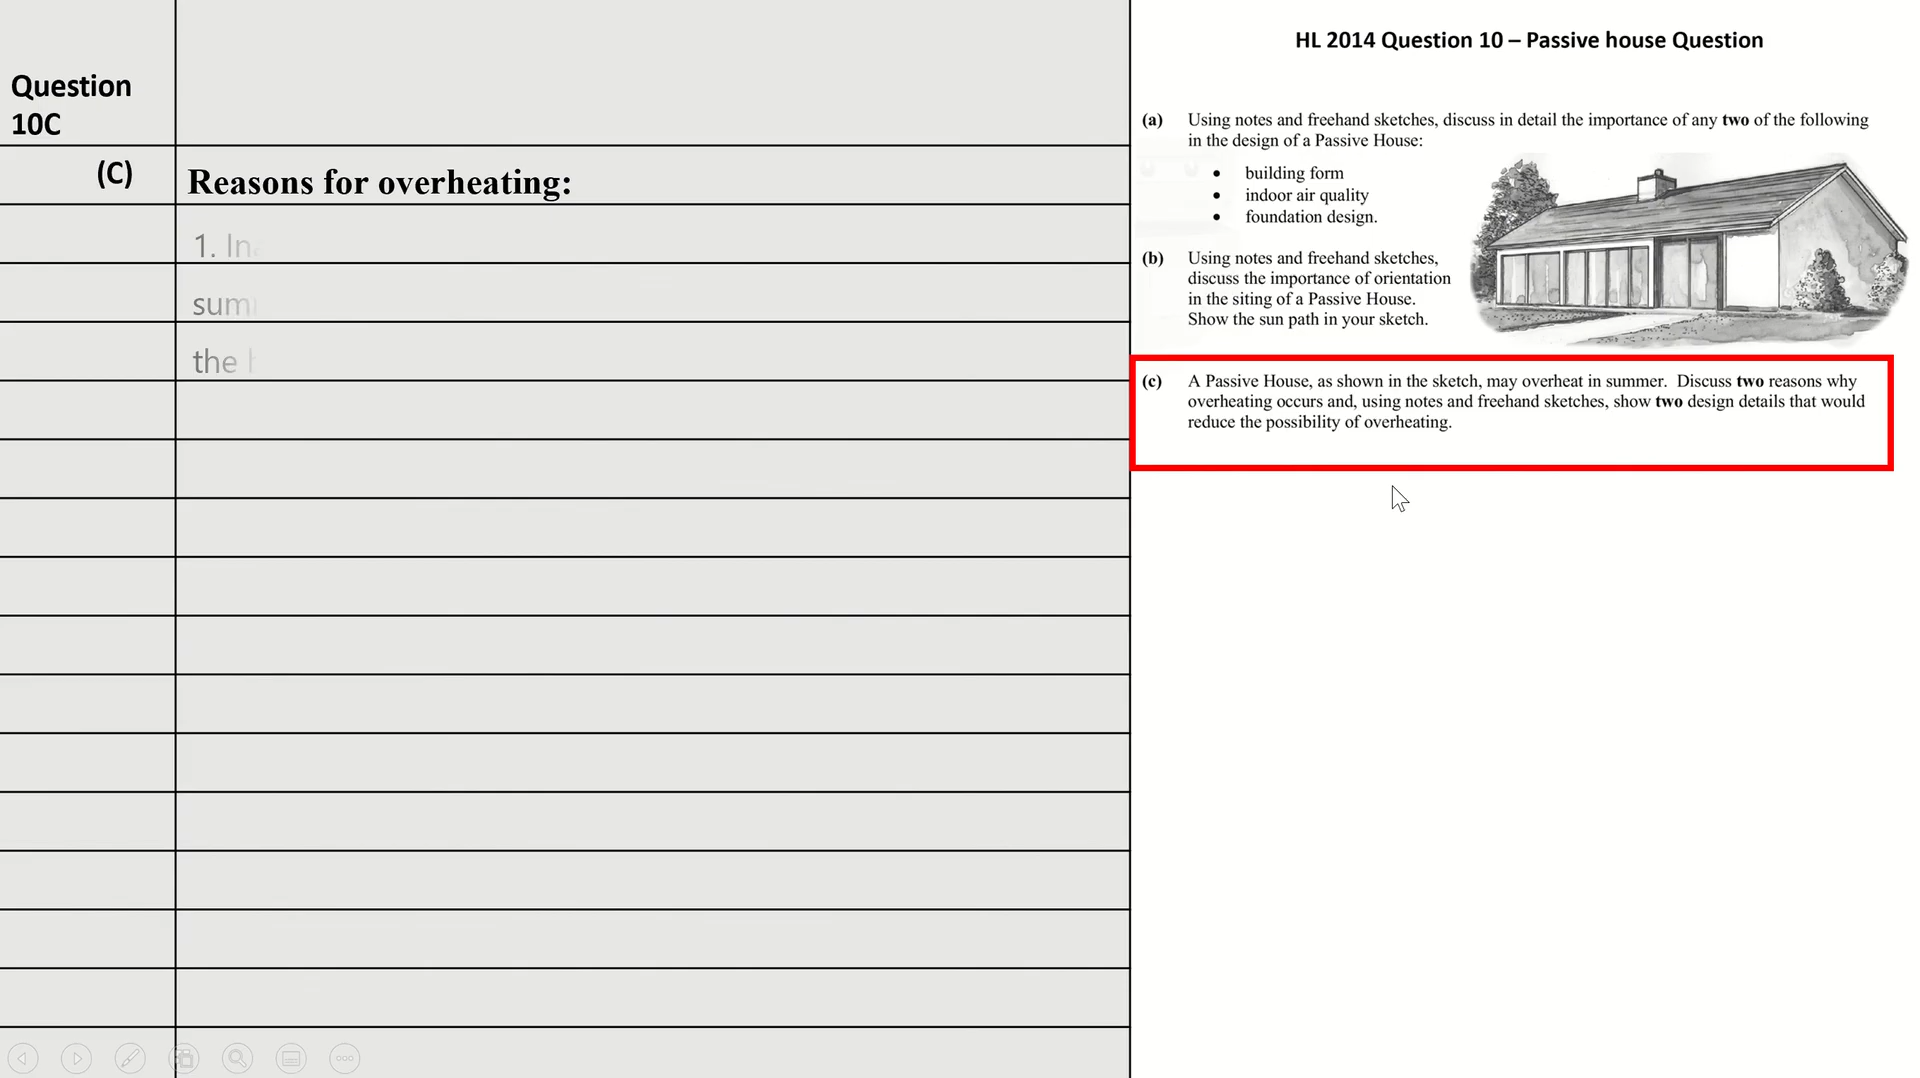 Question
10C
(C)
Reasons for overheating:
1. In
sum
the
HL 2014 Question 10 – Passive house Question
(a) Using notes and freehand sketches, discuss in detail the importance of any two of the following
in the design of a Passive House:
• building form
• indoor air quality
• foundation design.
(b) Using notes and freehand sketches,
discuss the importance of orientation
in the siting of a Passive House.
Show the sun path in your sketch.
(c) A Passive House, as shown in the sketch, may overheat in summer. Discuss two reasons why
overheating occurs and, using notes and freehand sketches, show two design details that would
reduce the possibility of overheating.